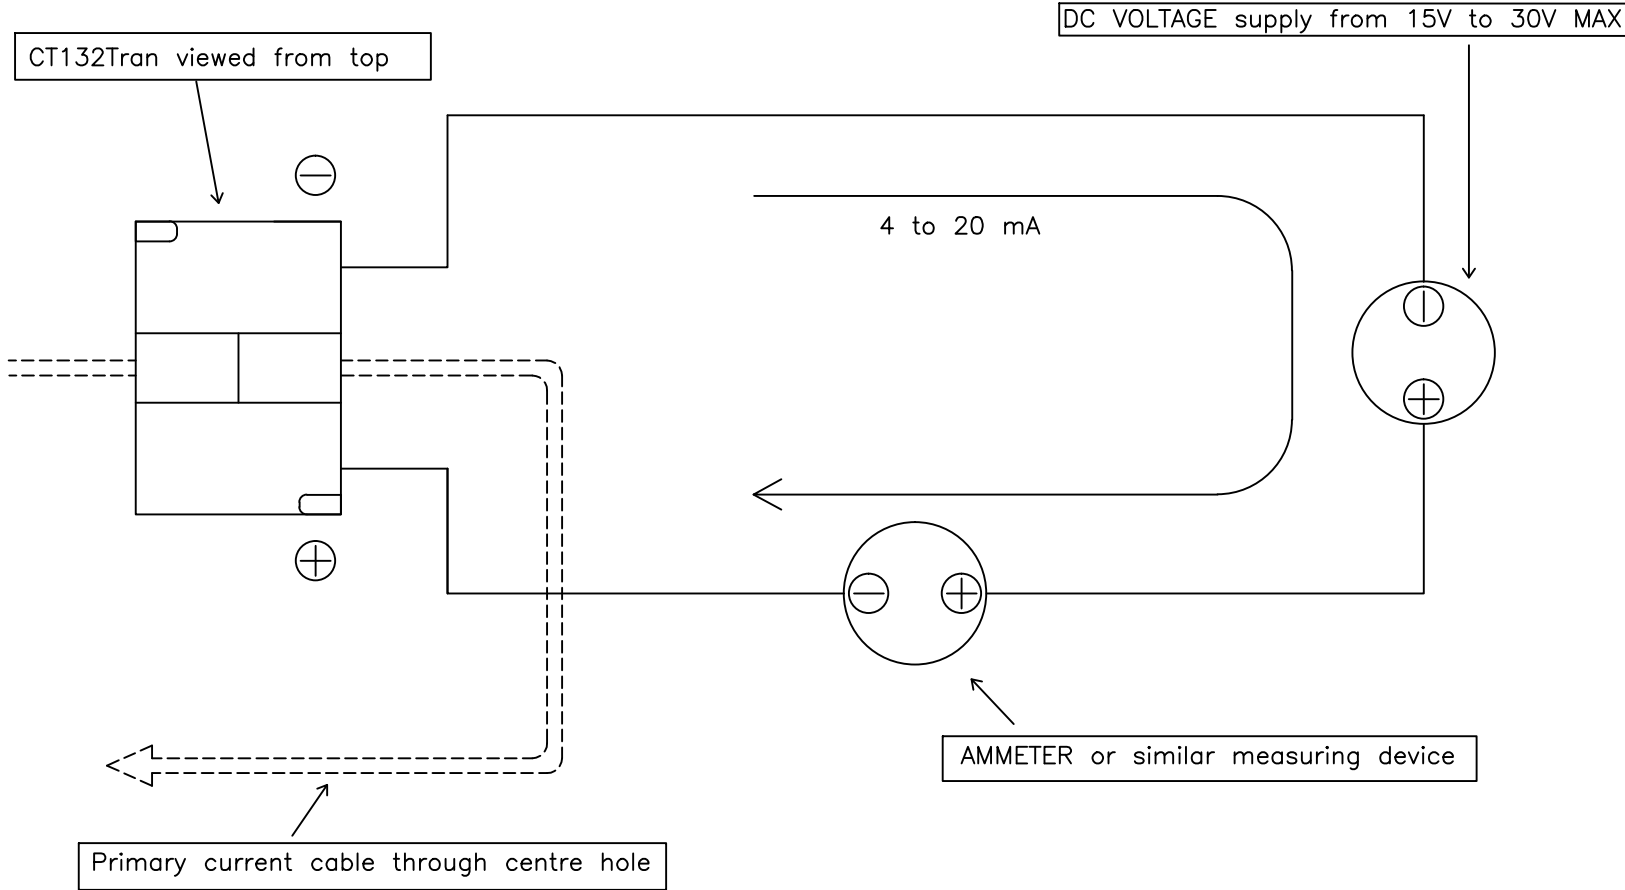 DC VOLTAGE supply from 15V to 30V MAX
CT132Tran viewed from top
4 to 20 mA
AMMETER or similar measuring device
Primary current cable through centre hole